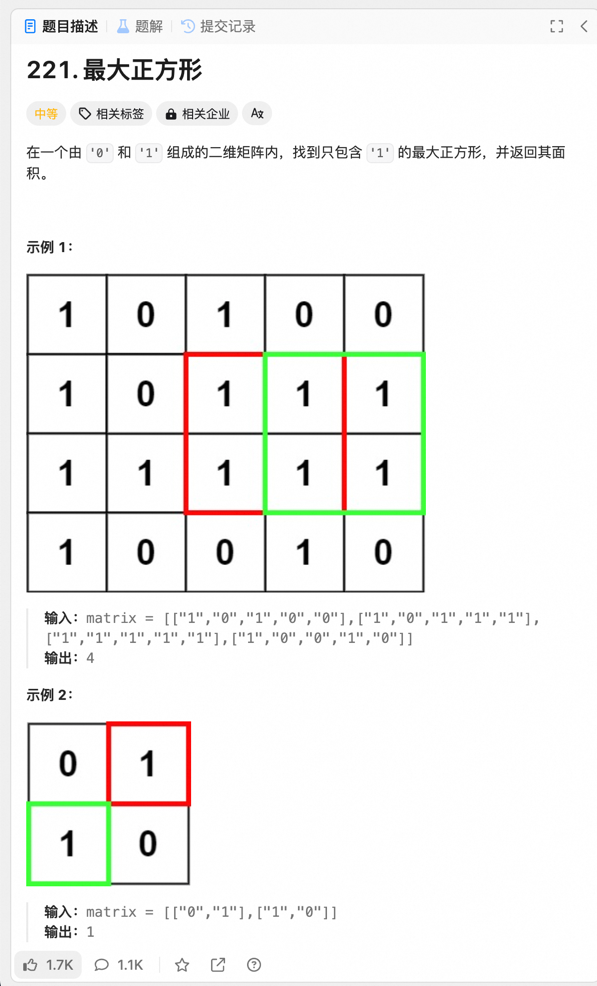 题目描述 题解 提交记录
221. 最大正方形
中等 相关标签 相关企业 Ax
在一个由 '0' 和 '1' 组成的二维矩阵内，找到只包含 '1' 的最大正方形，并返回其面
积。
示例 1：
1 0 1 0 0
1 0 1 1 1
1 1 1 1 1
1 0 0 1 0
输入：matrix = [["1","0","1","0","0"],["1","0","1","1","1"],
["1","1","1","1","1"],["1","0","0","1","0"]]
输出：4
示例 2：
0 1
1 0
输入：matrix = [["0","1"],["1","0"]]
输出：1
1.7K 1.1K